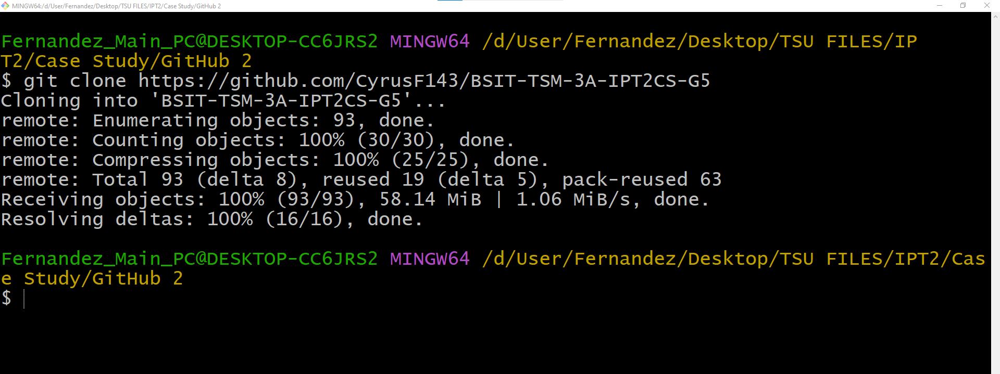 MINGW64:/d/User/Fernandez/Desktop/TSU FILES/IPT2/Case Study/GitHub 2
Fernandez_Main_PC@DESKTOP-CC6JRS2 MINGW64 /d/User/Fernandez/Desktop/TSU FILES/IP
T2/Case Study/GitHub 2
$ git clone https://github.com/CyrusF143/BSIT-TSM-3A-IPT2CS-G5
Cloning into 'BSIT-TSM-3A-IPT2CS-G5'...
remote: Enumerating objects: 93, done.
remote: Counting objects: 100% (30/30), done.
remote: Compressing objects: 100% (25/25), done.
remote: Total 93 (delta 8), reused 19 (delta 5), pack-reused 63
Receiving objects: 100% (93/93), 58.14 MiB | 1.06 MiB/s, done.
Resolving deltas: 100% (16/16), done.
Fernandez_Main_PC@DESKTOP-CC6JRS2 MINGW64 /d/User/Fernandez/Desktop/TSU FILES/IPT2/Cas
e Study/GitHub 2
$